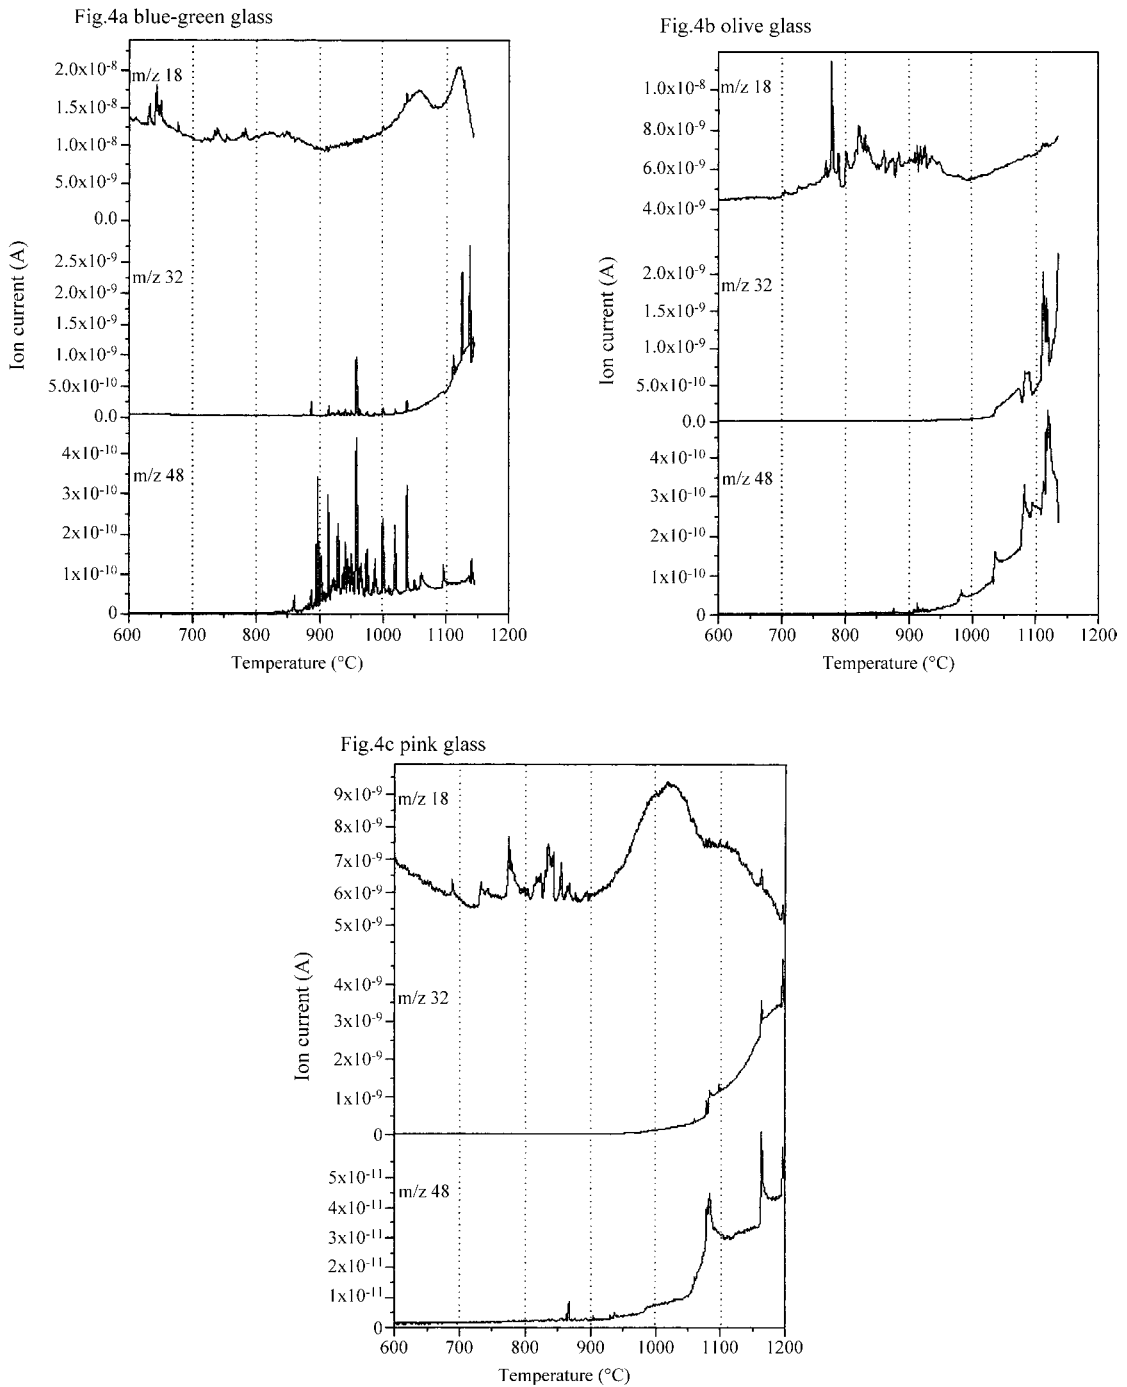 Fig.4a blue-green glass
m/z 18
2.0x10-8
1.5x10-8
1.0x10-8
5.0x10-9
0.0
m/z 32
2.5x10-9
2.0x10-9
1.5x10-9
1.0x10-9
5.0x10-10
0.0
m/z 48
4x10-10
3x10-10
2x10-10
1x10-10
0
Ion current (A)
600 700 800 900 1000 1100 1200
Temperature (°C)
Fig.4b olive glass
m/z 18
1.0x10-8
8.0x10-9
6.0x10-9
4.0x10-9
m/z 32
2.0x10-9
1.5x10-9
1.0x10-9
5.0x10-10
0.0
m/z 48
4x10-10
3x10-10
2x10-10
1x10-10
0
Ion current (A)
600 700 800 900 1000 1100 1200
Temperature (°C)
Fig.4c pink glass
m/z 18
9x10-9
8x10-9
7x10-9
6x10-9
5x10-9
m/z 32
4x10-9
3x10-9
2x10-9
1x10-9
0
m/z 48
5x10-11
4x10-11
3x10-11
2x10-11
1x10-11
0
Ion current (A)
600 700 800 900 1000 1100 1200
Temperature (°C)